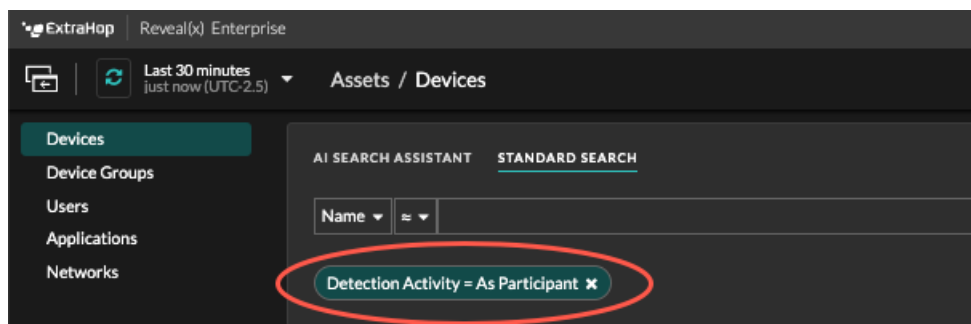 ExtraHop Reveal(x) Enterprise
Last 30 minutes
just now (UTC-2.5)
Assets / Devices
Devices
Device Groups
Users
Applications
Networks
AI SEARCH ASSISTANT STANDARD SEARCH
Name ≈
Detection Activity = As Participant ×